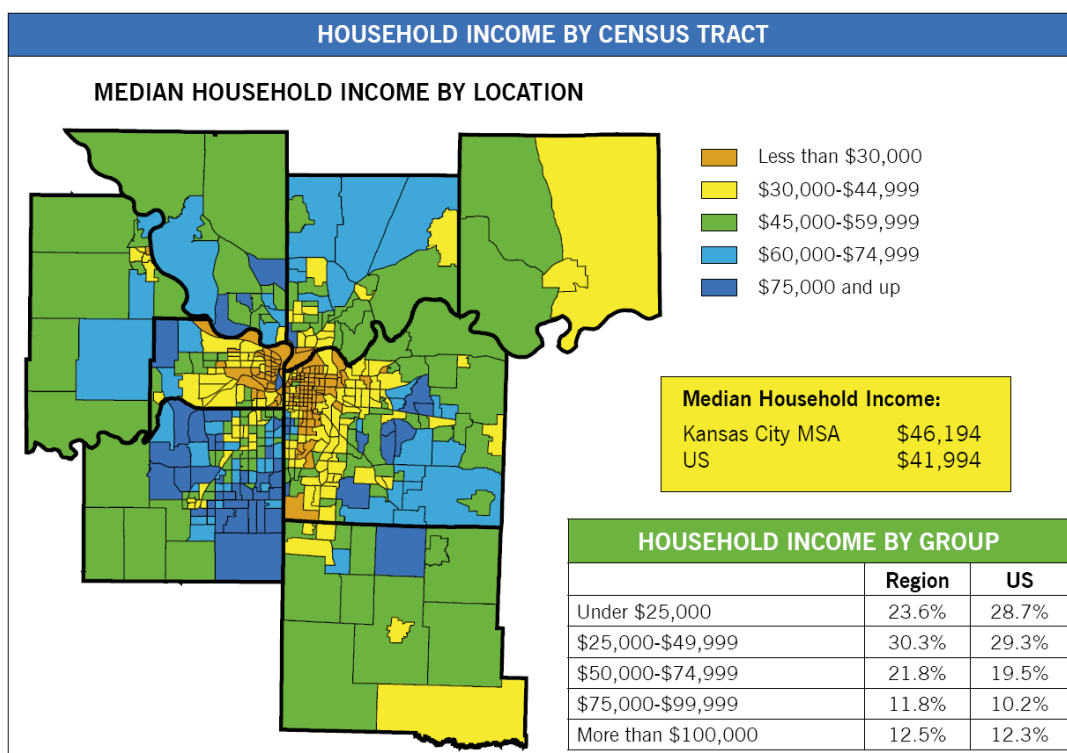 HOUSEHOLD INCOME BY CENSUS TRACT
MEDIAN HOUSEHOLD INCOME BY LOCATION
Less than $30,000
$30,000-$44,999
$45,000-$59,999
$60,000-$74,999
$75,000 and up
Median Household Income:
Kansas City MSA $46,194
US $41,994
HOUSEHOLD INCOME BY GROUP
Region US
Under $25,000 23.6% 28.7%
$25,000-$49,999 30.3% 29.3%
$50,000-$74,999 21.8% 19.5%
$75,000-$99,999 11.8% 10.2%
More than $100,000 12.5% 12.3%